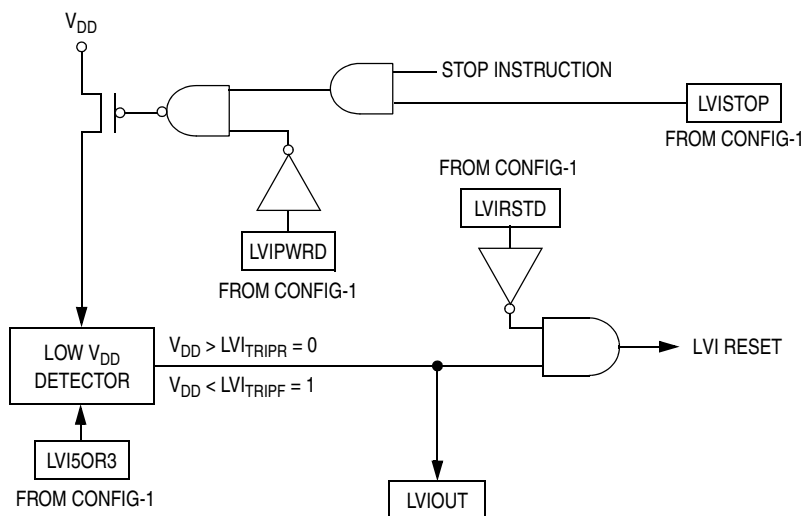 VDD
STOP INSTRUCTION
LVISTOP
FROM CONFIG-1
FROM CONFIG-1
LVIRSTD
LVIPWRD
FROM CONFIG-1
LOW VDD
DETECTOR
VDD > LVITRIPR = 0
VDD < LVITRIPF = 1
LVI RESET
LVI5OR3
FROM CONFIG-1
LVIOUT